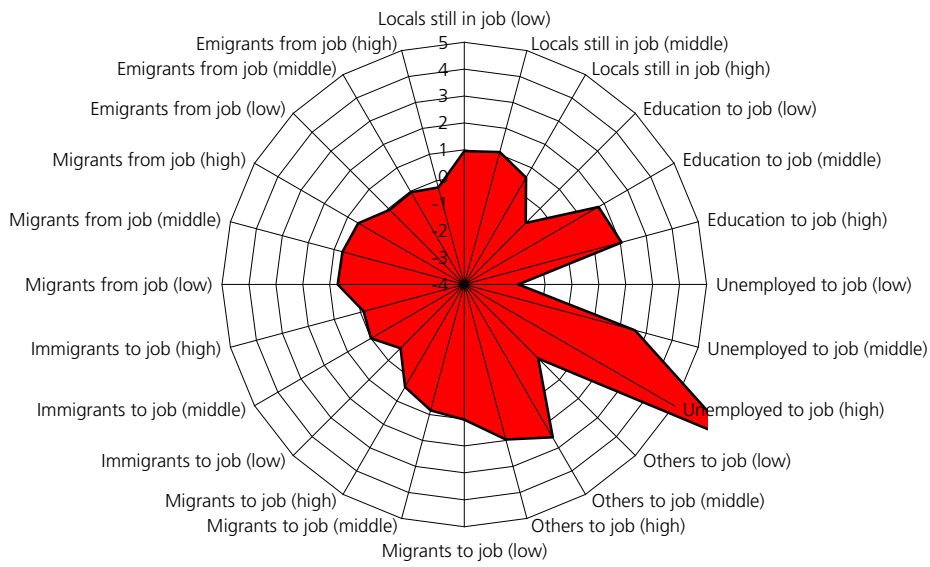 Locals still in job (low)
Emigrants from job (high)
5
Locals still in job (middle)
Emigrants from job (middle)
4
Locals still in job (high)
3
Emigrants from job (low)
Education to job (low)
2
Migrants from job (high)
1
Education to job (middle)
0
-1
Migrants from job (middle)
Education to job (high)
-2
-3
Migrants from job (low)
-4
Unemployed to job (low)
Immigrants to job (high)
Unemployed to job (middle)
Immigrants to job (middle)
Unemployed to job (high)
Immigrants to job (low)
Others to job (low)
Migrants to job (high)
Others to job (middle)
Migrants to job (middle)
Others to job (high)
Migrants to job (low)